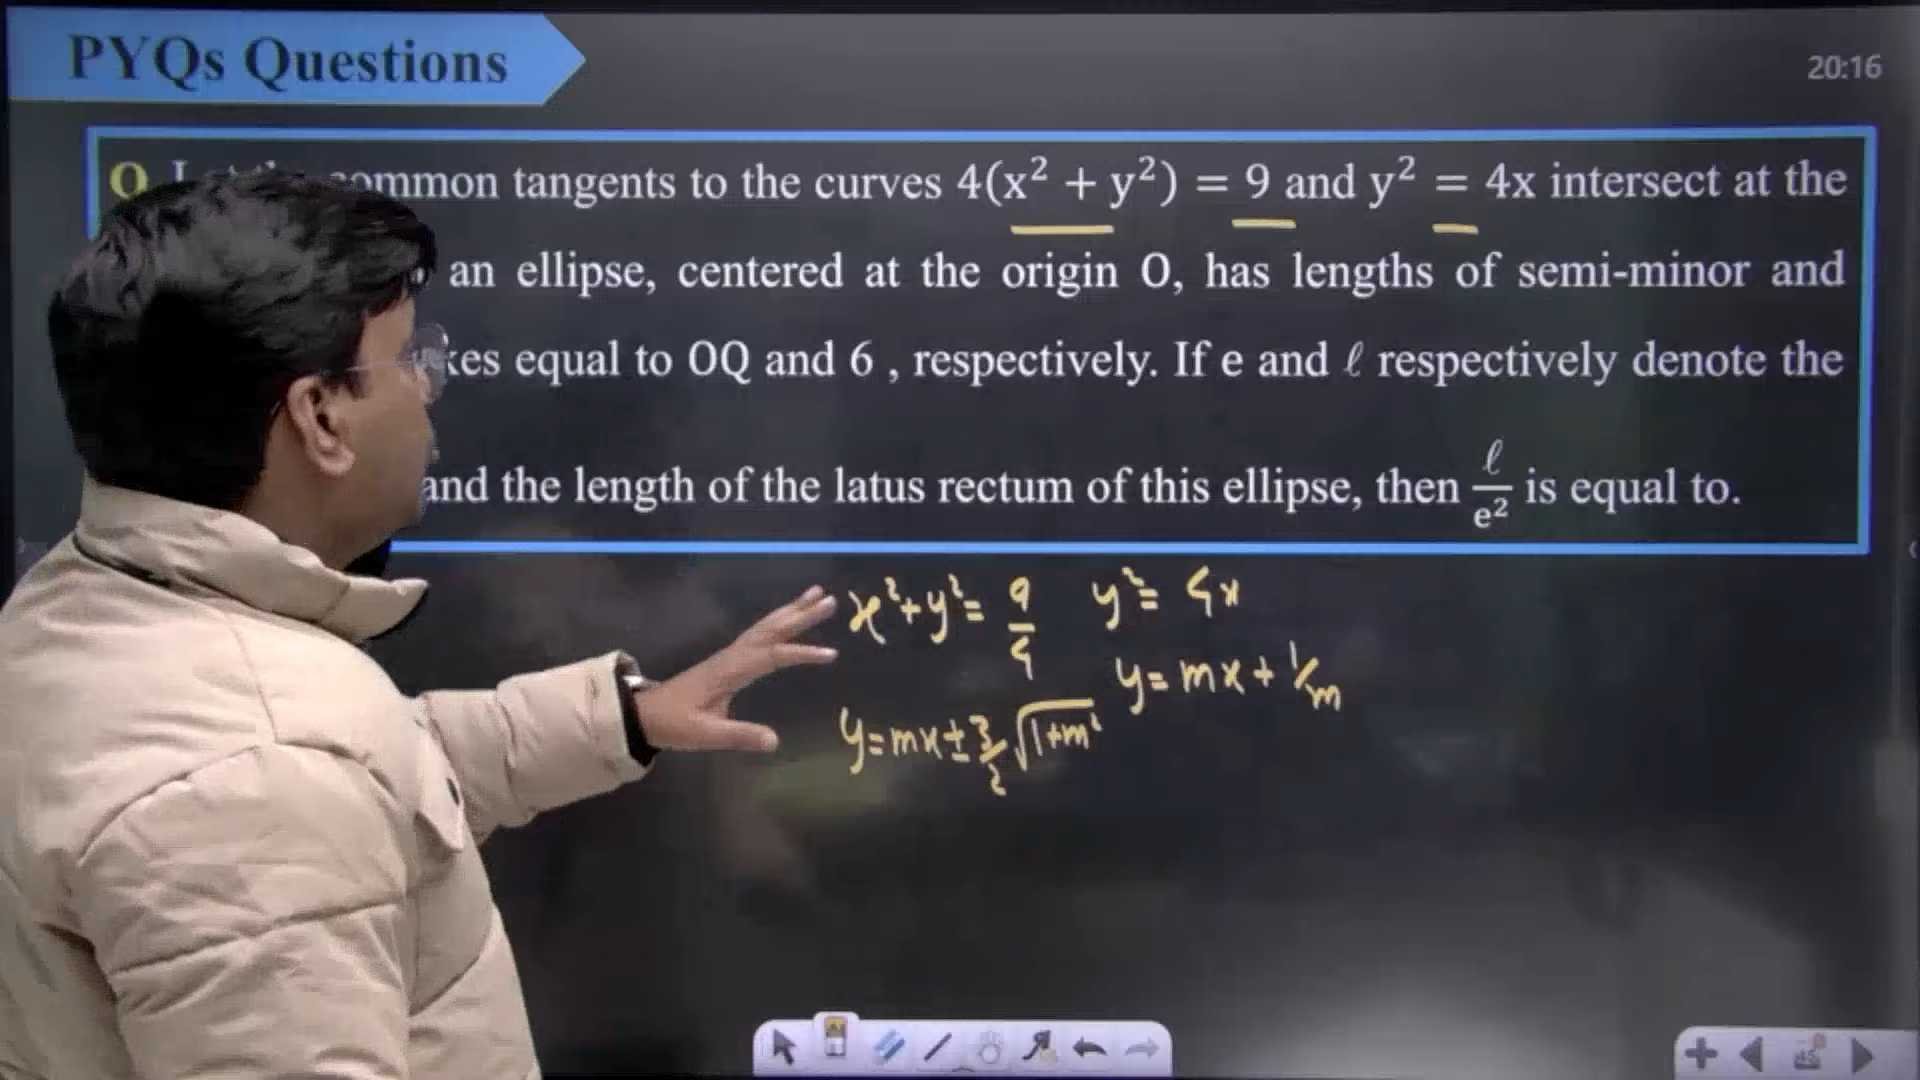 PYQs Questions
20:16
Q. common tangents to the curves 4(x² + y²) = 9 and y² = 4x intersect at the
an ellipse, centered at the origin O, has lengths of semi-minor and
equal to OQ and 6 , respectively. If e and ℓ respectively denote the
and the length of the latus rectum of this ellipse, then ℓ/e² is equal to.
x²+y²= 9/4 y²= 4x
y= mx + 1/m
y=mx ± 3/2 √1+m²